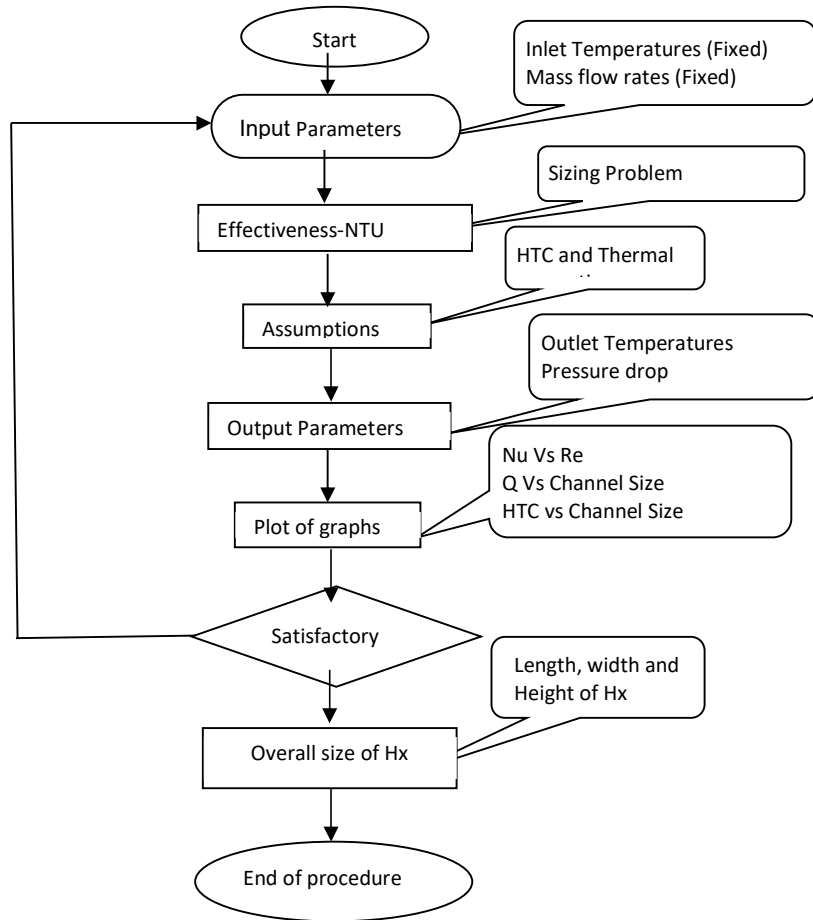 Start
Inlet Temperatures (Fixed)
Mass flow rates (Fixed)
Input Parameters
Sizing Problem
Effectiveness-NTU
HTC and Thermal
Assumptions
Outlet Temperatures
Pressure drop
Output Parameters
Nu Vs Re
Q Vs Channel Size
HTC vs Channel Size
Plot of graphs
Satisfactory
Length, width and
Height of Hx
Overall size of Hx
End of procedure